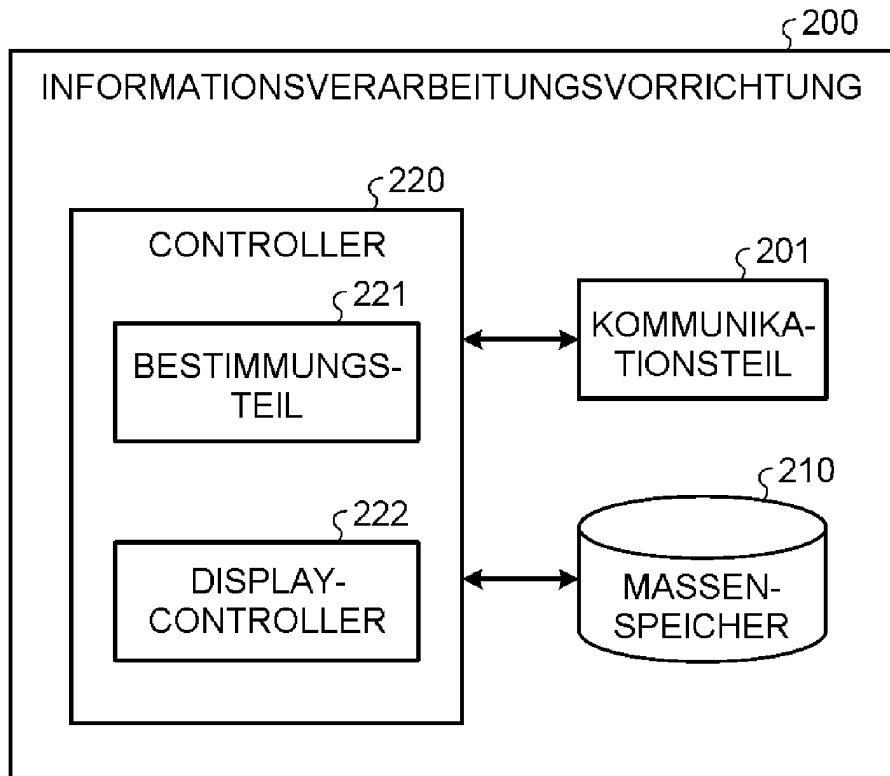 200
INFORMATIONSVERARBEITUNGSVORRICHTUNG
220
CONTROLLER
221
BESTIMMUNGS-
TEIL
222
DISPLAY-
CONTROLLER
201
KOMMUNIKA-
TIONSTEIL
210
MASSEN-
SPEICHER